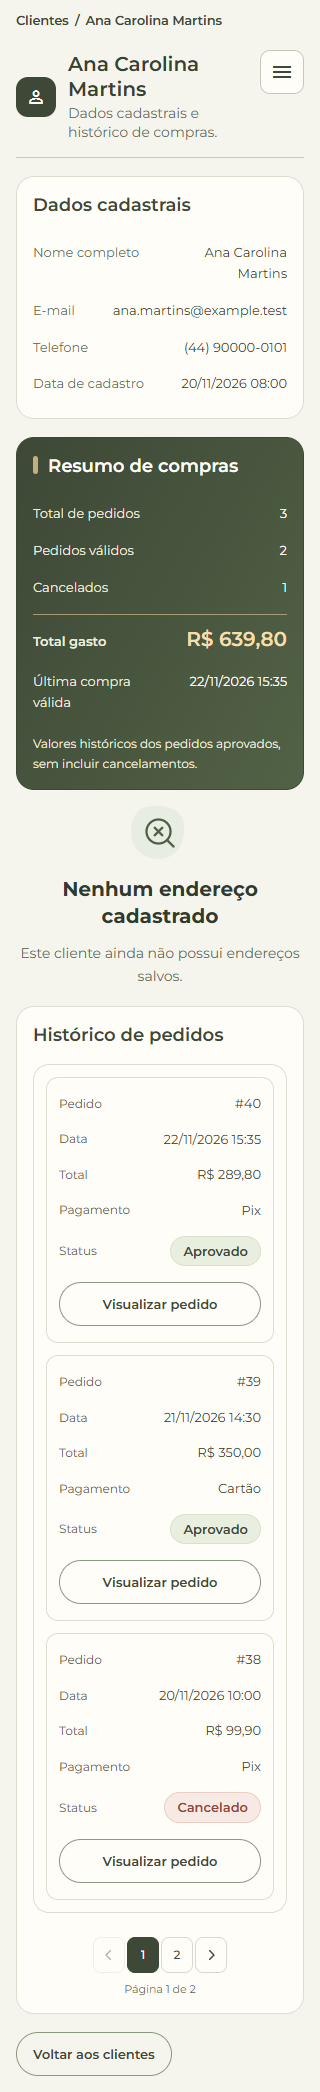 Clientes / Ana Carolina Martins
Ana Carolina
Martins
Dados cadastrais e
histórico de compras.
Dados cadastrais
Nome completo Ana Carolina
Martins
E-mail ana.martins@example.test
Telefone (44) 90000-0101
Data de cadastro 20/11/2026 08:00
Resumo de compras
Total de pedidos 3
Pedidos válidos 2
Cancelados 1
Total gasto R$ 639,80
Última compra 22/11/2026 15:35
válida
Valores históricos dos pedidos aprovados,
sem incluir cancelamentos.
Nenhum endereço
cadastrado
Este cliente ainda não possui endereços
salvos.
Histórico de pedidos
Pedido #40
Data 22/11/2026 15:35
Total R$ 289,80
Pagamento Pix
Status Aprovado
Visualizar pedido
Pedido #39
Data 21/11/2026 14:30
Total R$ 350,00
Pagamento Cartão
Status Aprovado
Visualizar pedido
Pedido #38
Data 20/11/2026 10:00
Total R$ 99,90
Pagamento Pix
Status Cancelado
Visualizar pedido
1 2
Página 1 de 2
Voltar aos clientes